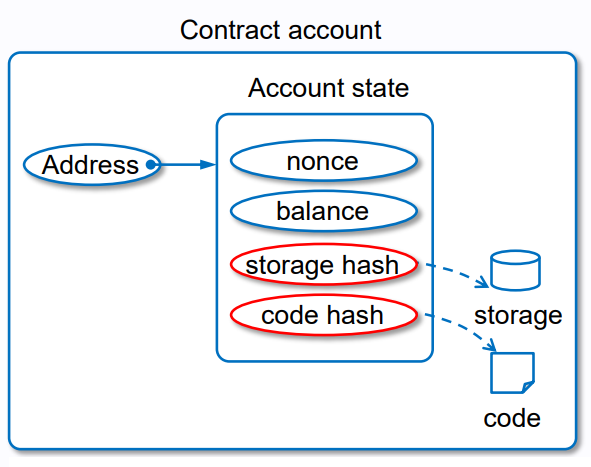 Contract account
Account state
Address
nonce
balance
storage hash
code hash
storage
code